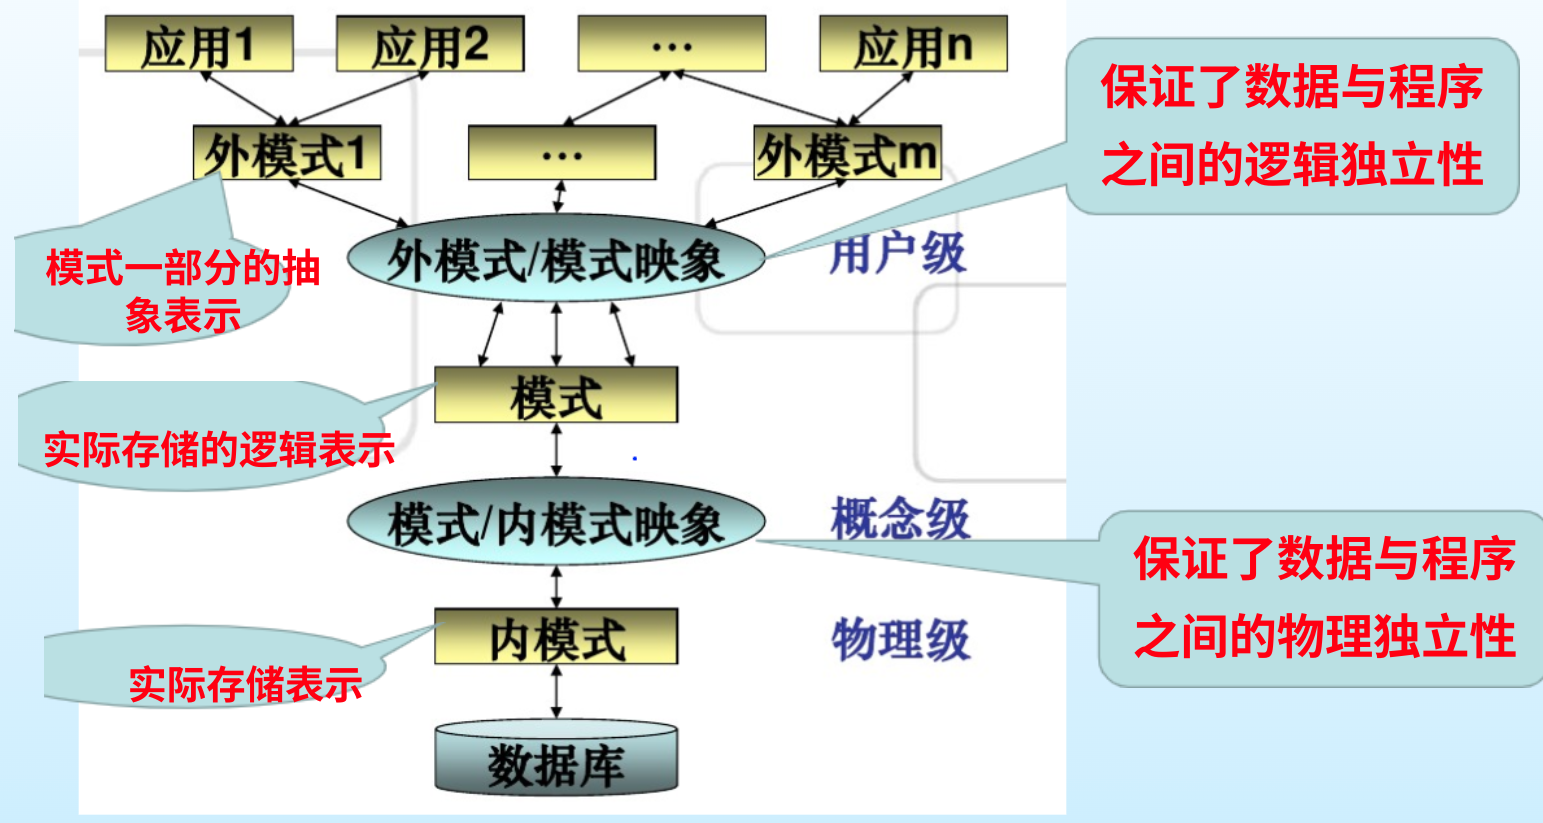 应用1
应用2
...
应用n
外模式1
...
外模式m
保证了数据与程序
之间的逻辑独立性
模式一部分的抽
象表示
外模式/模式映象
用户级
模式
实际存储的逻辑表示
模式/内模式映象
概念级
保证了数据与程序
之间的物理独立性
内模式
物理级
实际存储表示
数据库